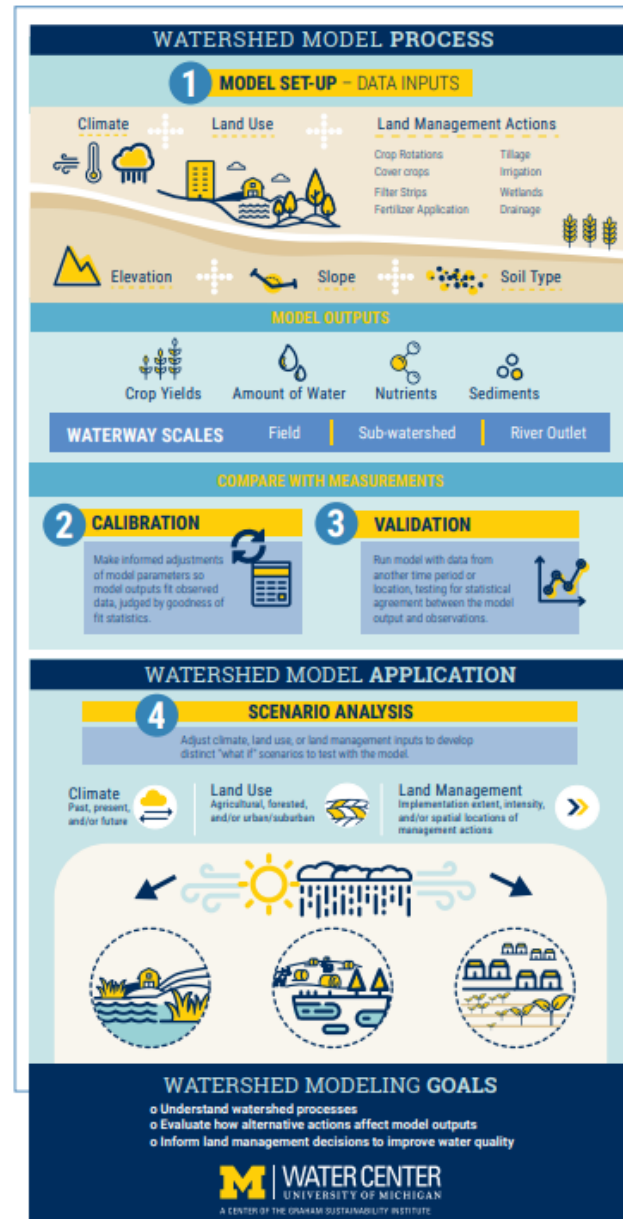 WATERSHED MODEL PROCESS
1 MODEL SET-UP – DATA INPUTS
Climate
Land Use
Land Management Actions
Crop Rotations
Cover crops
Filter Strips
Fertilizer Application
Tillage
Irrigation
Wetlands
Drainage
Elevation
Slope
Soil Type
MODEL OUTPUTS
Crop Yields
Amount of Water
Nutrients
Sediments
WATERWAY SCALES
Field
Sub-watershed
River Outlet
COMPARE WITH MEASUREMENTS
2 CALIBRATION
Make informed adjustments
of model parameters so
model outputs fit observed
data, judged by goodness of
fit statistics.
3 VALIDATION
Run model with data from
another time period or
location, testing for statistical
agreement between the model
output and observations.
WATERSHED MODEL APPLICATION
4 SCENARIO ANALYSIS
Adjust climate, land use, or land management inputs to develop
distinct "what if" scenarios to test with the model.
Climate
Past, present,
and/or future
Land Use
Agricultural, forested,
and/or urban/suburban
Land Management
Implementation extent, intensity,
and/or spatial locations of
management actions
WATERSHED MODELING GOALS
o Understand watershed processes
o Evaluate how alternative actions affect model outputs
o Inform land management decisions to improve water quality
M WATER CENTER
UNIVERSITY OF MICHIGAN
A CENTER OF THE GRAHAM SUSTAINABILITY INSTITUTE